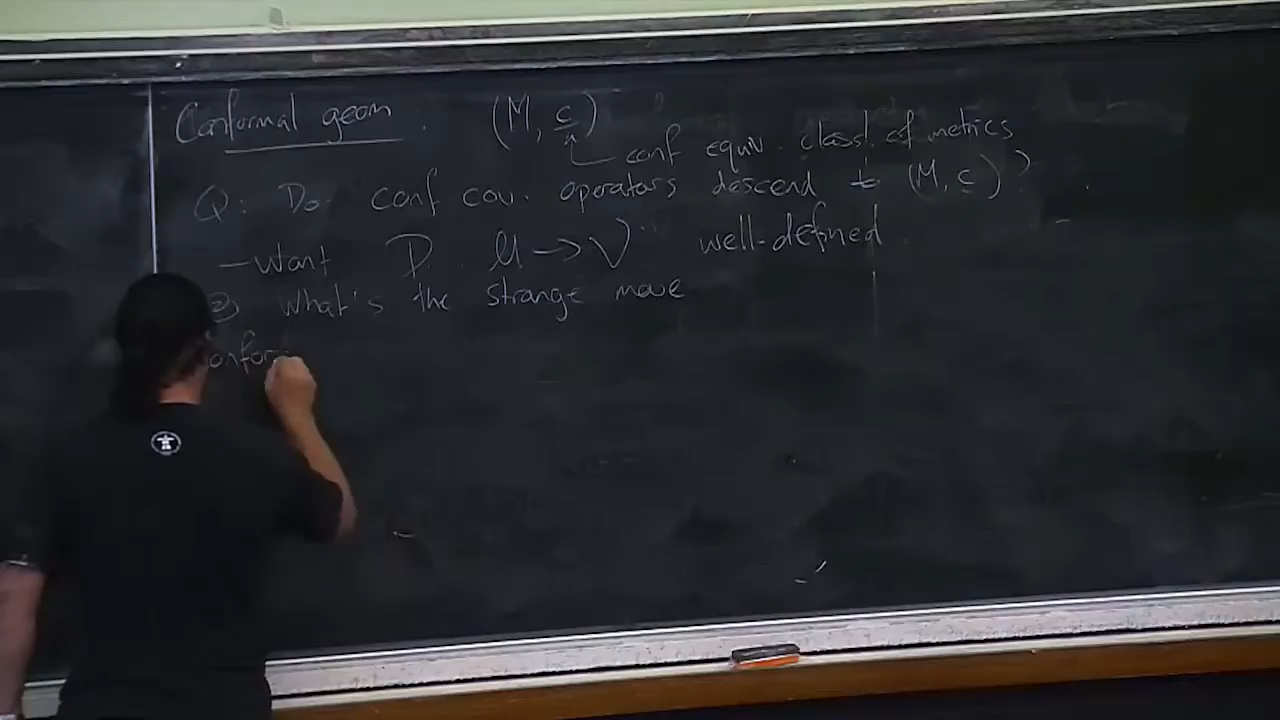 Conformal geom. (M, c)
conf equiv. class of metrics
Q: Do conf cov. operators descend to (M, c)?
- want D U → V well-defined
2) What's the strange move
onfor